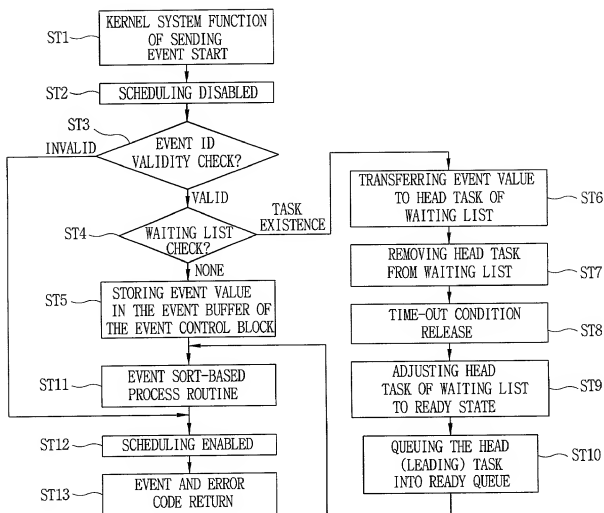 ST1
KERNEL SYSTEM FUNCTION
OF SENDING
EVENT START
ST2
SCHEDULING DISABLED
ST3
EVENT ID
VALIDITY CHECK?
INVALID
VALID
ST4
WAITING LIST
CHECK?
TASK
EXISTENCE
NONE
ST5
STORING EVENT VALUE
IN THE EVENT BUFFER OF
THE EVENT CONTROL BLOCK
ST11
EVENT SORT-BASED
PROCESS ROUTINE
ST12
SCHEDULING ENABLED
ST13
EVENT AND ERROR
CODE RETURN
TRANSFERRING EVENT VALUE
TO HEAD TASK OF
WAITING LIST
ST6
REMOVING HEAD TASK
FROM WAITING LIST
ST7
TIME-OUT CONDITION
RELEASE
ST8
ADJUSTING HEAD
TASK OF WAITING LIST
TO READY STATE
ST9
QUEUING THE HEAD
(LEADING) TASK
INTO READY QUEUE
ST10